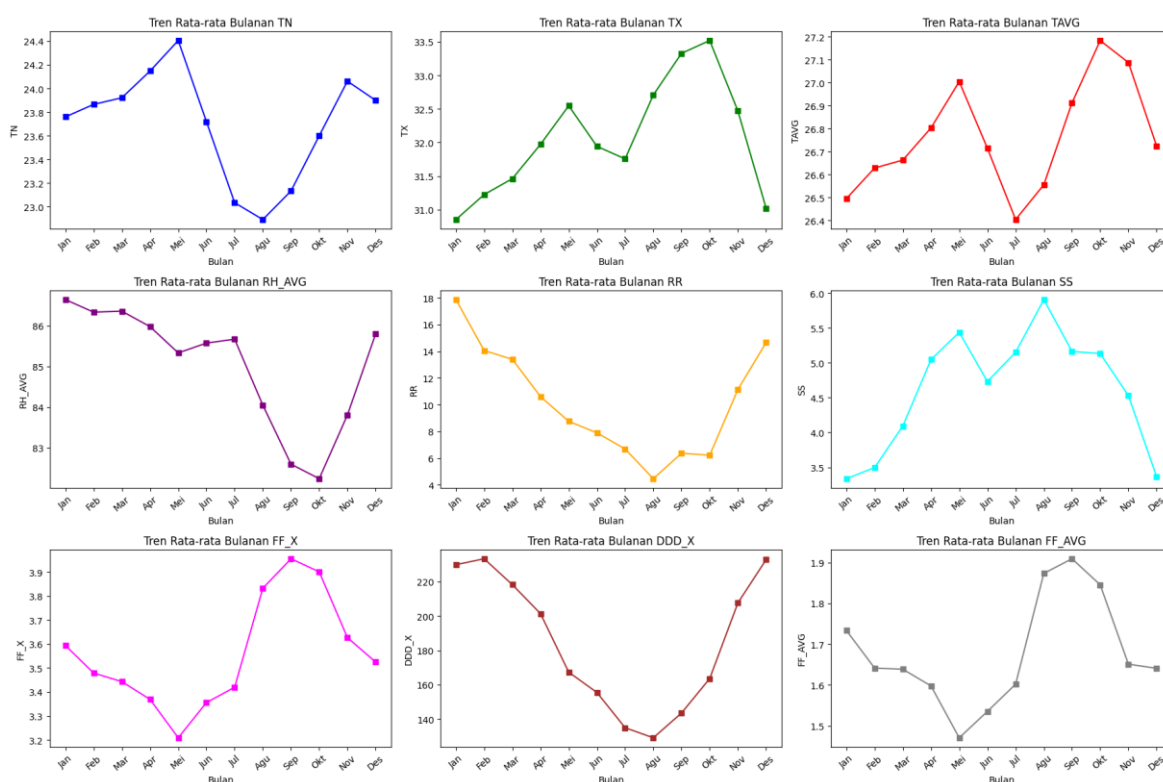 Tren Rata-rata Bulanan TN
TN
24.4
24.2
24.0
23.8
23.6
23.4
23.2
23.0
Jan Feb Mar Apr Mei Jun Jul Agu Sep Okt Nov Des
Bulan
Tren Rata-rata Bulanan TX
TX
33.5
33.0
32.5
32.0
31.5
31.0
Jan Feb Mar Apr Mei Jun Jul Agu Sep Okt Nov Des
Bulan
Tren Rata-rata Bulanan TAVG
TAVG
27.2
27.1
27.0
26.9
26.8
26.7
26.6
26.5
26.4
Jan Feb Mar Apr Mei Jun Jul Agu Sep Okt Nov Des
Bulan
Tren Rata-rata Bulanan RH_AVG
RH_AVG
86
85
84
83
Jan Feb Mar Apr Mei Jun Jul Agu Sep Okt Nov Des
Bulan
Tren Rata-rata Bulanan RR
RR
18
16
14
12
10
8
6
4
Jan Feb Mar Apr Mei Jun Jul Agu Sep Okt Nov Des
Bulan
Tren Rata-rata Bulanan SS
SS
6.0
5.5
5.0
4.5
4.0
3.5
Jan Feb Mar Apr Mei Jun Jul Agu Sep Okt Nov Des
Bulan
Tren Rata-rata Bulanan FF_X
FF_X
3.9
3.8
3.7
3.6
3.5
3.4
3.3
3.2
Jan Feb Mar Apr Mei Jun Jul Agu Sep Okt Nov Des
Bulan
Tren Rata-rata Bulanan DDD_X
DDD_X
220
200
180
160
140
Jan Feb Mar Apr Mei Jun Jul Agu Sep Okt Nov Des
Bulan
Tren Rata-rata Bulanan FF_AVG
FF_AVG
1.9
1.8
1.7
1.6
1.5
Jan Feb Mar Apr Mei Jun Jul Agu Sep Okt Nov Des
Bulan